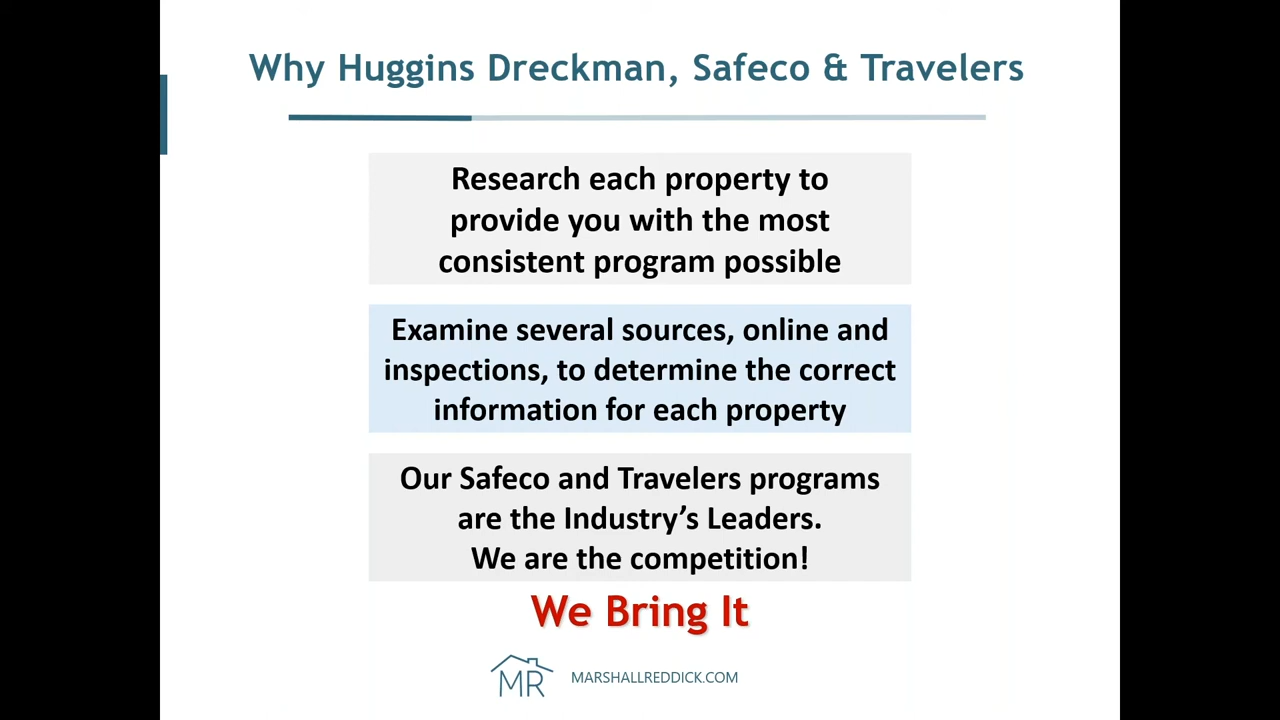 Why Huggins Dreckman, Safeco & Travelers
Research each property to
provide you with the most
consistent program possible
Examine several sources, online and
inspections, to determine the correct
information for each property
Our Safeco and Travelers programs
are the Industry’s Leaders.
We are the competition!
We Bring It
MR MARSHALLREDDICK.COM